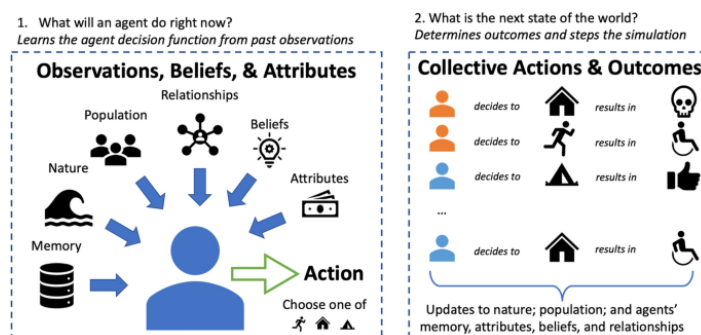 1. What will an agent do right now?
Learns the agent decision function from past observations
Observations, Beliefs, & Attributes
Relationships
Population
Beliefs
Nature
Attributes
Memory
Action
Choose one of
2. What is the next state of the world?
Determines outcomes and steps the simulation
Collective Actions & Outcomes
decides to results in
decides to results in
decides to results in
...
decides to results in
Updates to nature; population; and agents'
memory, attributes, beliefs, and relationships